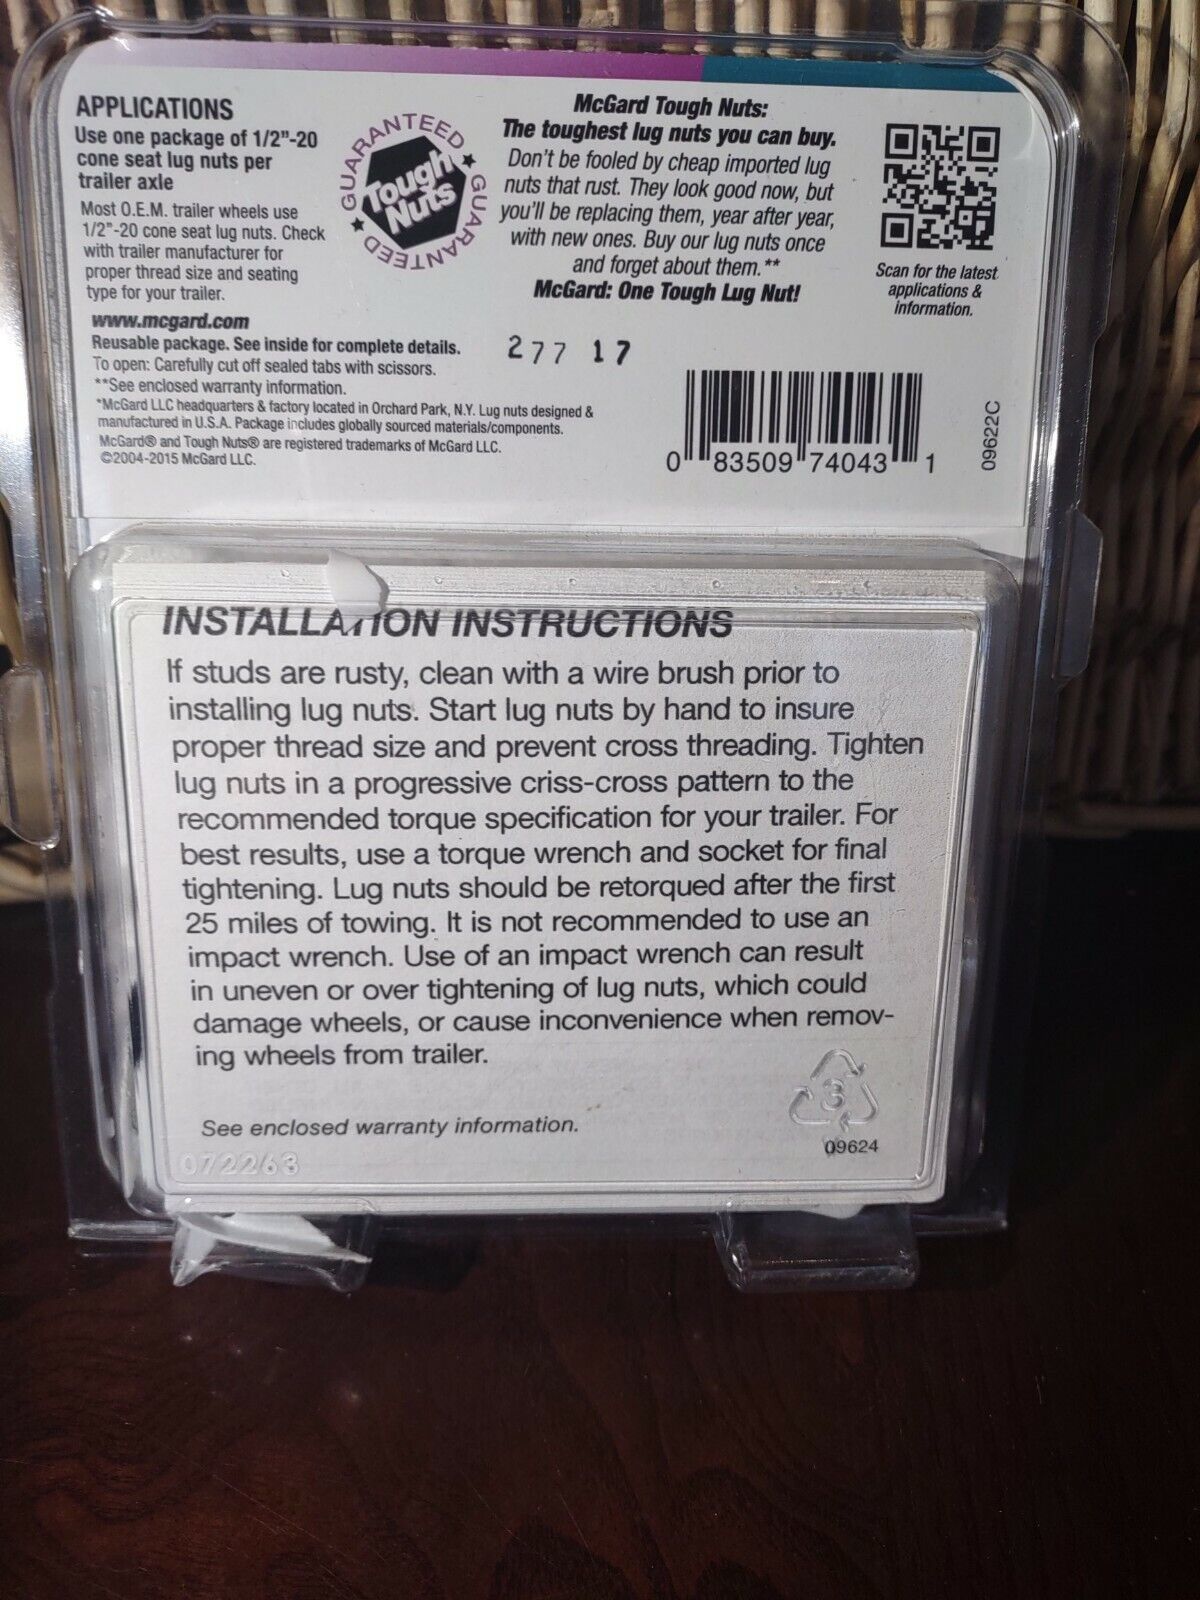 APPLICATIONS
Use one package of 1/2"-20
cone seat lug nuts per
trailer axle
Most O.E.M. trailer wheels use
1/2"-20 cone seat lug nuts. Check
with trailer manufacturer for
proper thread size and seating
type for your trailer.
www.mcgard.com
Reusable package. See inside for complete details.
To open: Carefully cut off sealed tabs with scissors.
**See enclosed warranty information.
*McGard LLC headquarters & factory located in Orchard Park, N.Y. Lug nuts designed &
manufactured in U.S.A. Package includes globally sourced materials/components.
McGard® and Tough Nuts® are registered trademarks of McGard LLC.
©2004-2015 McGard LLC.
GUARANTEED
Tough
Nuts
GUARANTEED
McGard Tough Nuts:
The toughest lug nuts you can buy.
Don't be fooled by cheap imported lug
nuts that rust. They look good now, but
you'll be replacing them, year after year,
with new ones. Buy our lug nuts once
and forget about them.**
McGard: One Tough Lug Nut!
Scan for the latest
applications &
information.
277 17
0 83509 74043 1
09622C
INSTALLATION INSTRUCTIONS
If studs are rusty, clean with a wire brush prior to
installing lug nuts. Start lug nuts by hand to insure
proper thread size and prevent cross threading. Tighten
lug nuts in a progressive criss-cross pattern to the
recommended torque specification for your trailer. For
best results, use a torque wrench and socket for final
tightening. Lug nuts should be retorqued after the first
25 miles of towing. It is not recommended to use an
impact wrench. Use of an impact wrench can result
in uneven or over tightening of lug nuts, which could
damage wheels, or cause inconvenience when remov-
ing wheels from trailer.
3
See enclosed warranty information.
09624
072263